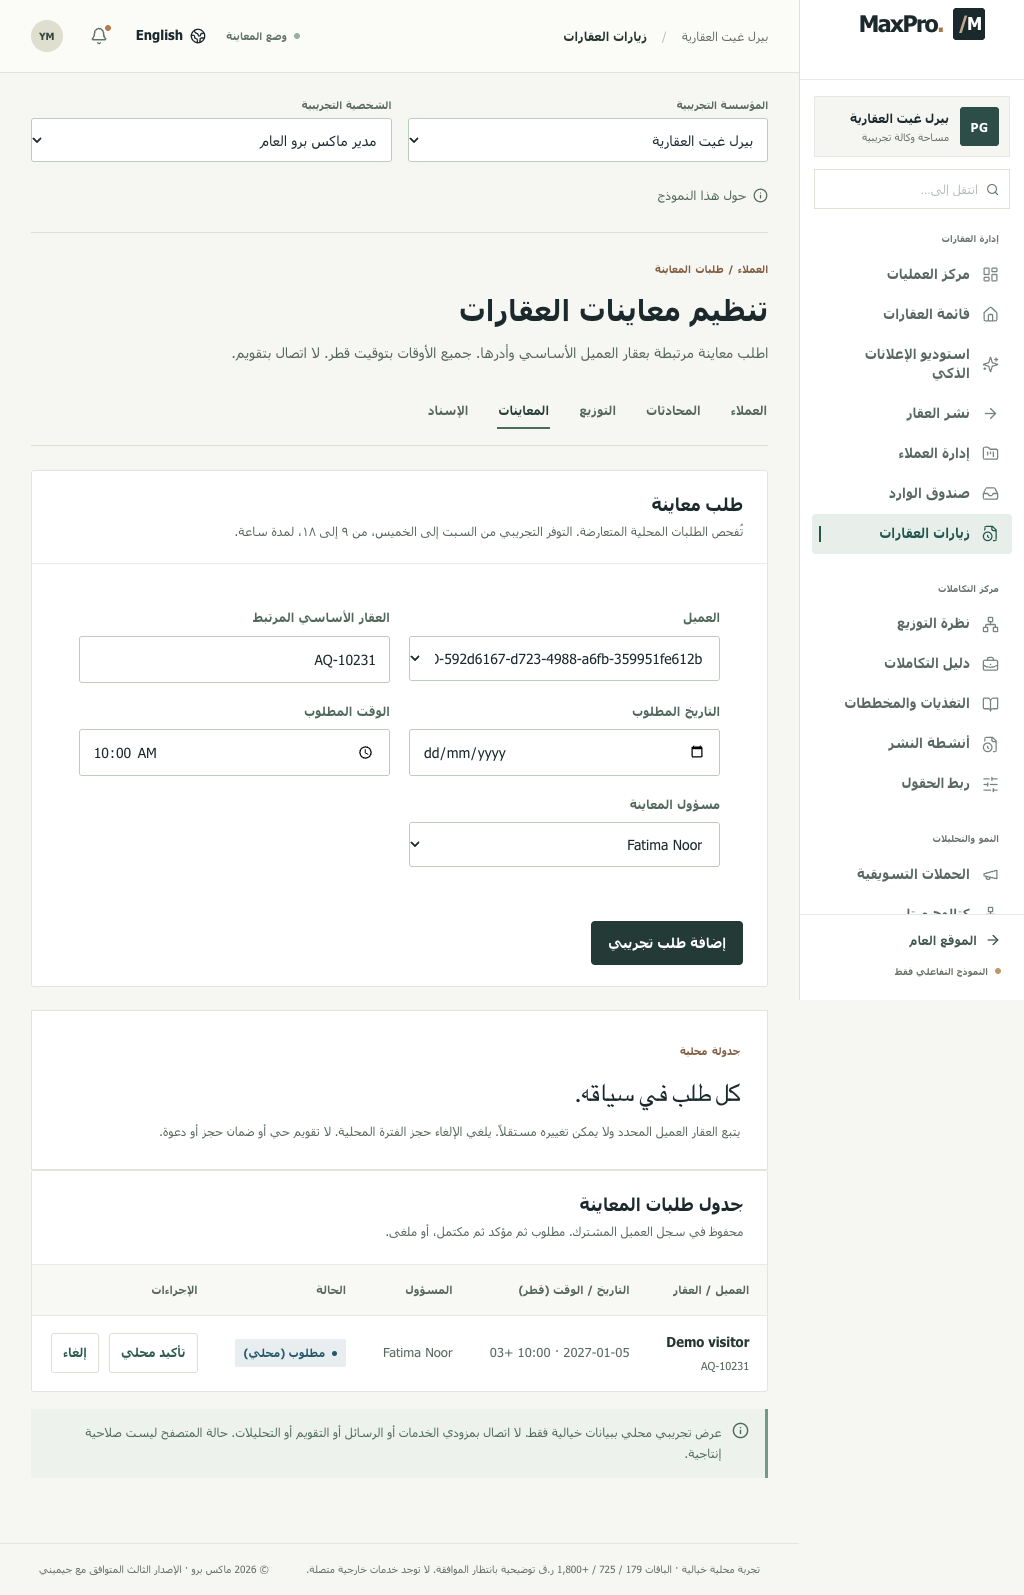 MaxPro.
/M
بيرل غيت العقارية
مساحة وكالة تجريبية
PG
انتقل إلى...
إدارة العقارات
مركز العمليات
قائمة العقارات
استوديو الإعلانات
الذكي
نشر العقار
إدارة العملاء
صندوق الوارد
زيارات العقارات
مركز التكاملات
نظرة التوزيع
دليل التكاملات
التغذيات والمخططات
أنشطة النشر
ربط الحقول
النمو والتحليلات
الحملات التسويقية
الموقع العام
النموذج التفاعلي فقط
بيرل غيت العقارية / زيارات العقارات
وضع المعاينة
English
YM
المؤسسة التجريبية
بيرل غيت العقارية
الشخصية التجريبية
مدير ماكس برو العام
حول هذا النموذج
العملاء / طلبات المعاينة
تنظيم معاينات العقارات
اطلب معاينة مرتبطة بعقار العميل الأساسي وأدرها. جميع الأوقات بتوقيت قطر. لا اتصال بتقويم.
العملاء
المحادثات
التوزيع
المعاينات
الإسناد
طلب معاينة
تُفحص الطلبات المحلية المتعارضة. التوفر التجريبي من السبت إلى الخميس، من ٩ إلى ١٨، لمدة ساعة.
العميل
-592d6167-d723-4988-a6fb-359951fe612b
العقار الأساسي المرتبط
AQ-10231
التاريخ المطلوب
dd/mm/yyyy
الوقت المطلوب
10:00 AM
مسؤول المعاينة
Fatima Noor
إضافة طلب تجريبي
جدولة محلية
كل طلب في سياقه.
يتبع العقار العميل المحدد ولا يمكن تغييره مستقلاً. يلغي الإلغاء حجز الفترة المحلية. لا تقويم حي أو ضمان حجز أو دعوة.
جدول طلبات المعاينة
محفوظ في سجل العميل المشترك. مطلوب ثم مؤكد ثم مكتمل، أو ملغى.
العميل / العقار
التاريخ / الوقت (قطر)
المسؤول
الحالة
الإجراءات
Demo visitor
AQ-10231
2027-01-05 · 10:00 +03
Fatima Noor
مطلوب (محلي)
تأكيد محلي
إلغاء
عرض تجريبي محلي ببيانات خيالية فقط. لا اتصال بمزودي الخدمات أو الرسائل أو التقويم أو التحليلات. حالة المتصفح ليست صلاحية
إنتاجية.
تجربة محلية خيالية · الباقات 179 / 725 / +1,800 ر.ق توضيحية بانتظار الموافقة. لا توجد خدمات خارجية متصلة.
© 2026 ماكس برو · الإصدار الثالث المتوافق مع جيميني